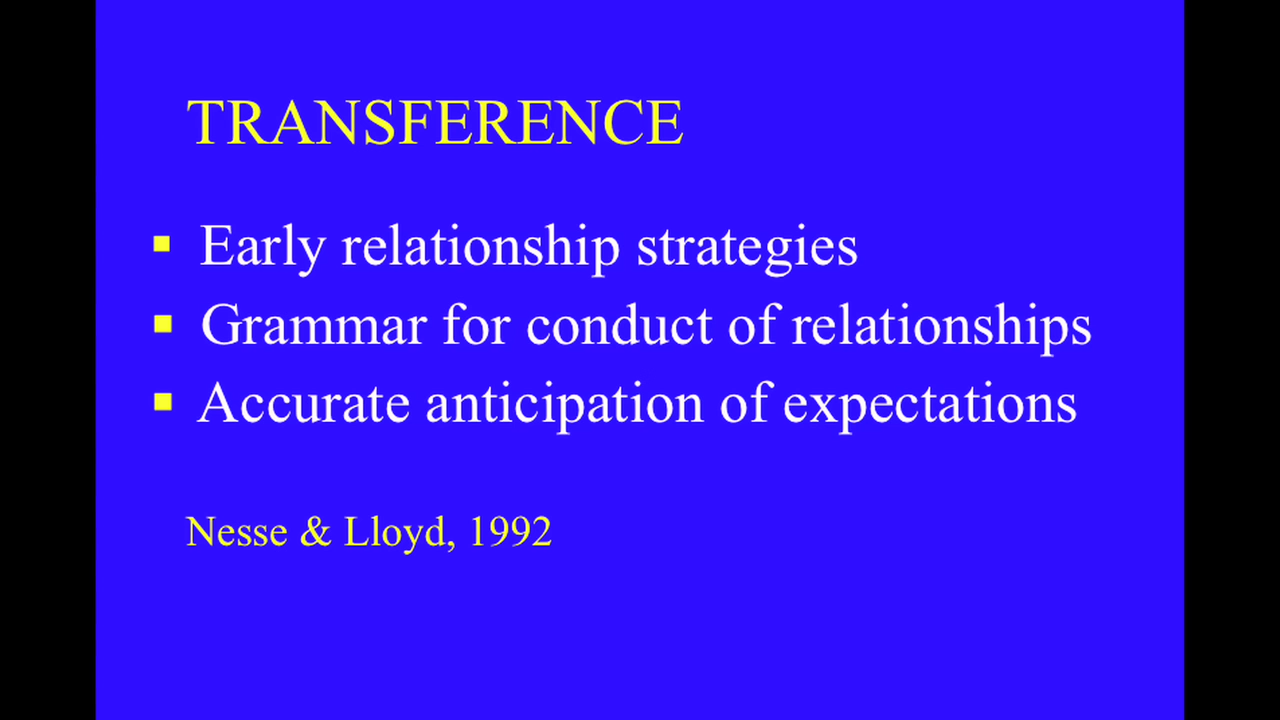 TRANSFERENCE
Early relationship strategies
Grammar for conduct of relationships
Accurate anticipation of expectations
Nesse & Lloyd, 1992